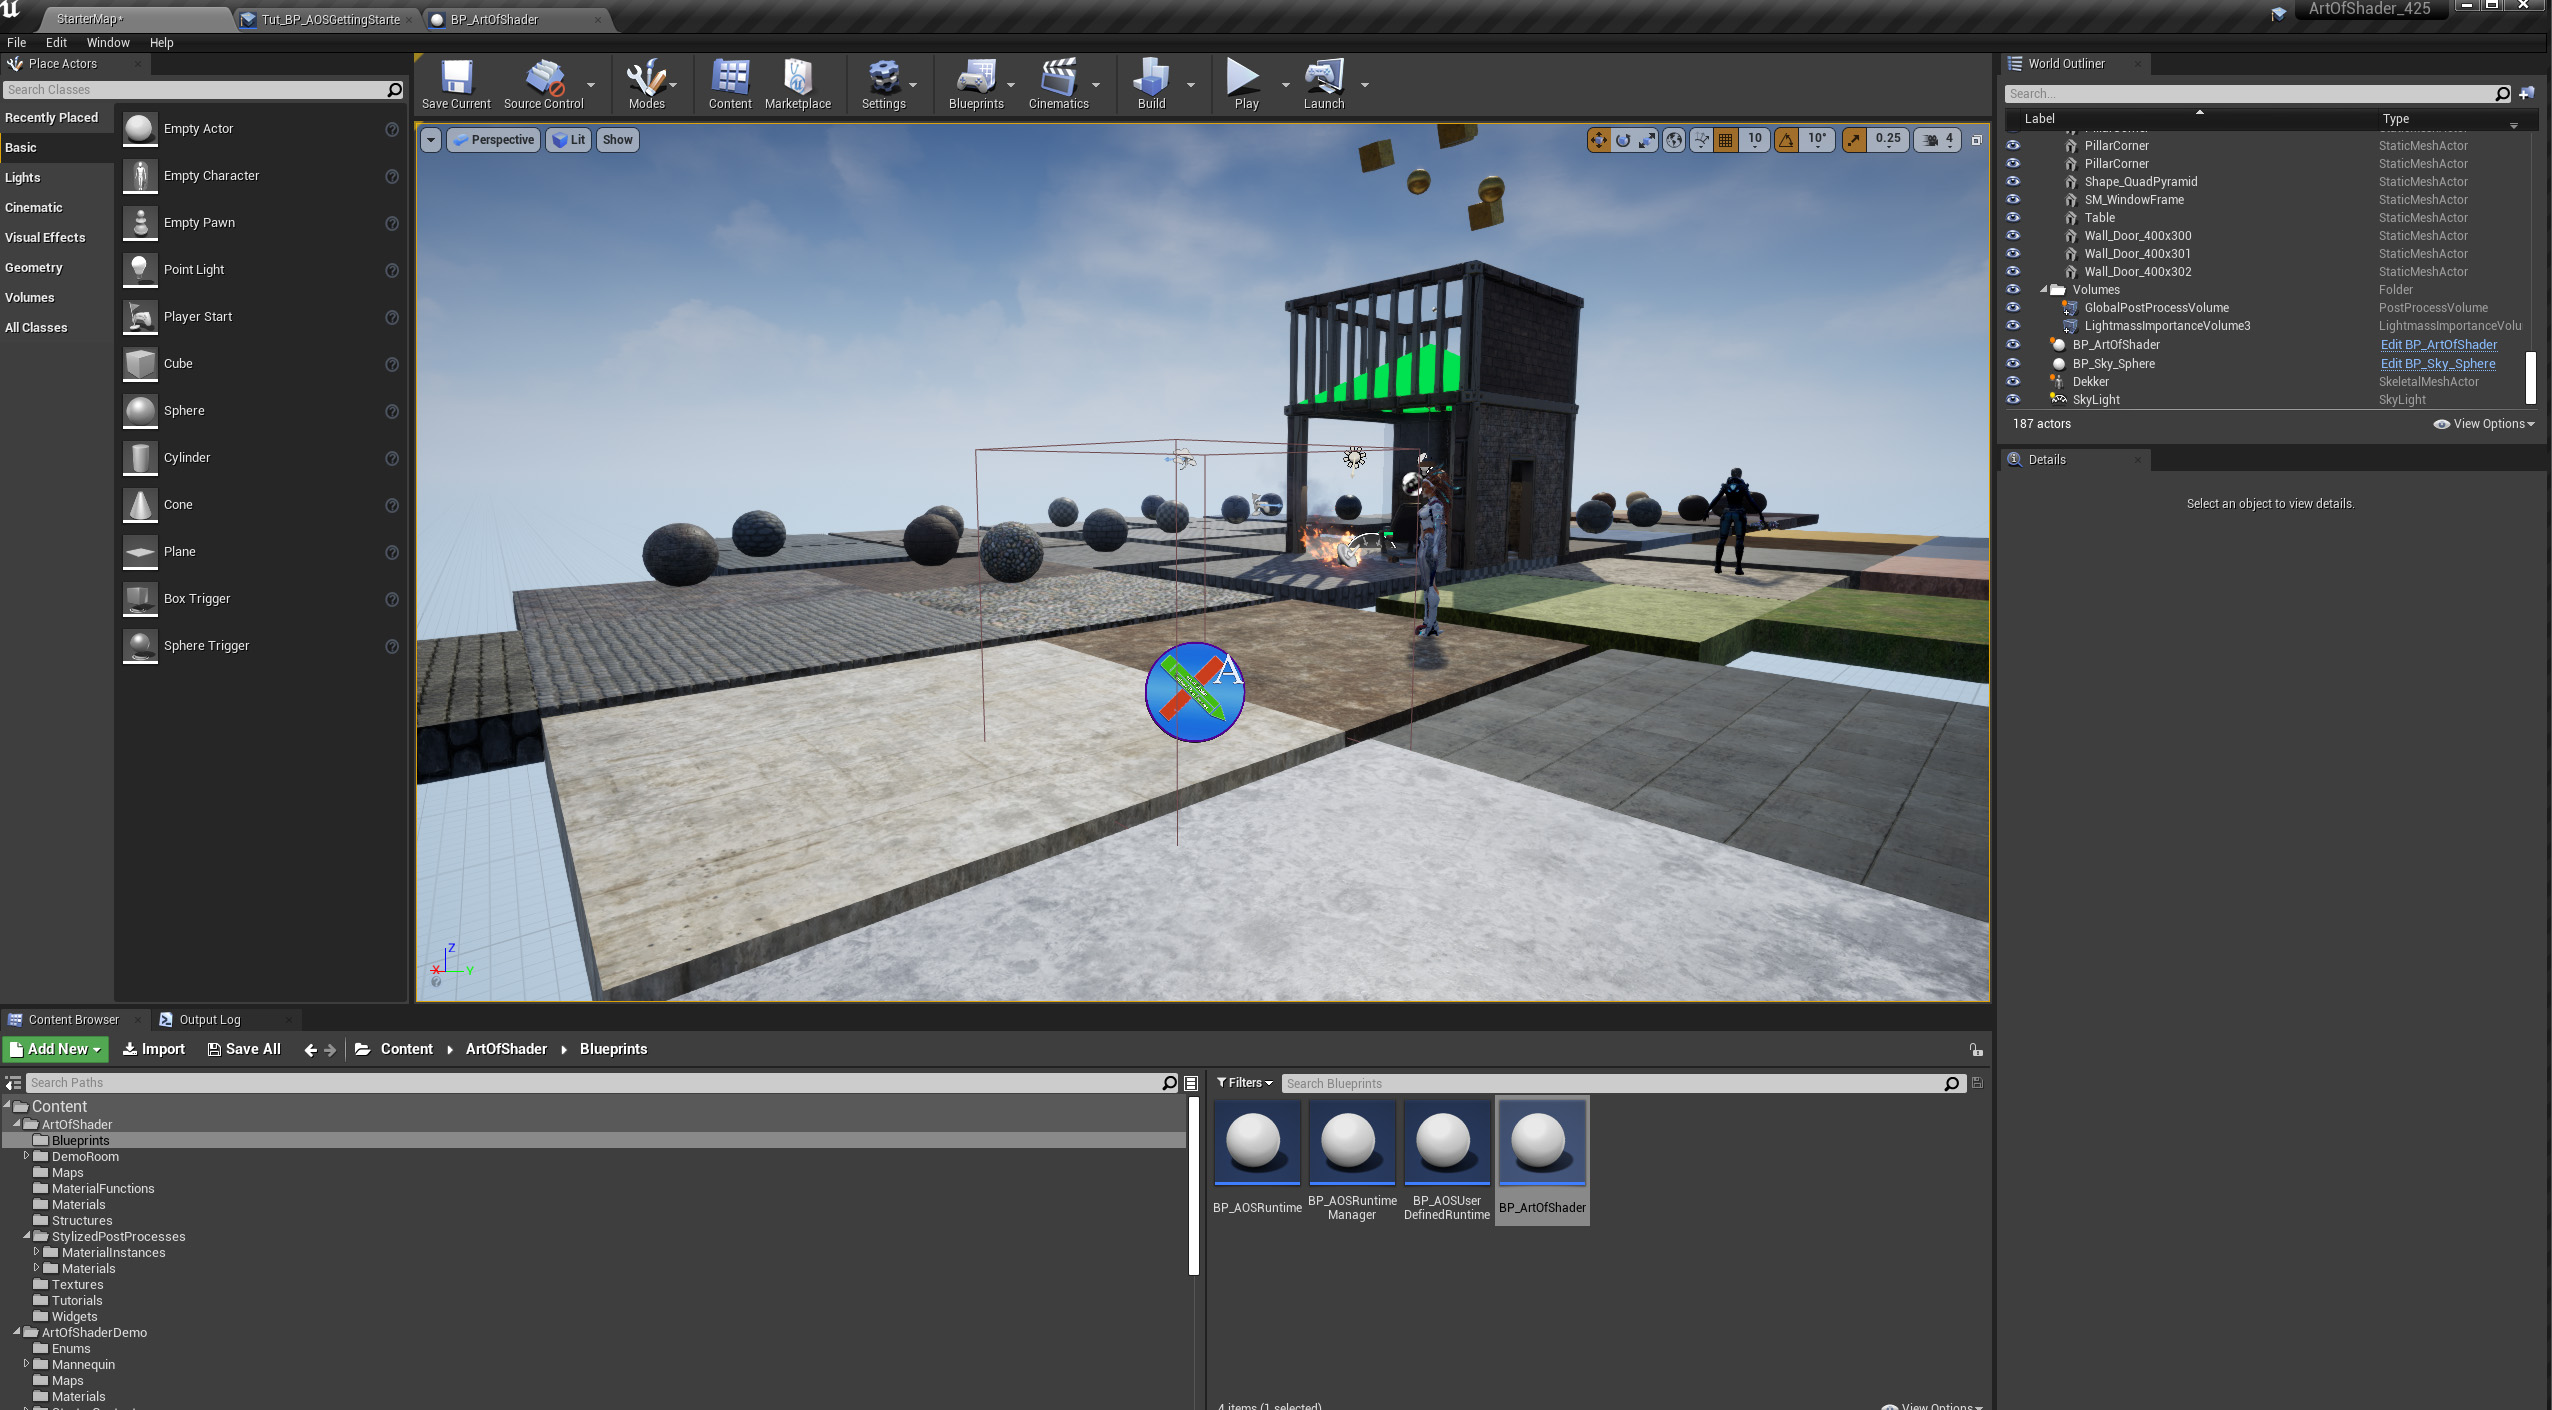 StarterMap*
Tut_BP_AOSGettingStarte
BP_ArtOfShader
ArtOfShader_425
File
Edit
Window
Help
Place Actors
Search Classes
Recently Placed
Basic
Lights
Cinematic
Visual Effects
Geometry
Volumes
All Classes
Empty Actor
Empty Character
Empty Pawn
Point Light
Player Start
Cube
Sphere
Cylinder
Cone
Plane
Box Trigger
Sphere Trigger
Save Current
Source Control
Modes
Content
Marketplace
Settings
Blueprints
Cinematics
Build
Play
Launch
Perspective
Lit
Show
10
10°
0.25
4
A
Z
X
Y
World Outliner
Search...
Label
Type
PillarCorner
StaticMeshActor
PillarCorner
StaticMeshActor
PillarCorner
StaticMeshActor
Shape_QuadPyramid
StaticMeshActor
SM_WindowFrame
StaticMeshActor
Table
StaticMeshActor
Wall_Door_400x300
StaticMeshActor
Wall_Door_400x301
StaticMeshActor
Wall_Door_400x302
StaticMeshActor
Volumes
Folder
GlobalPostProcessVolume
PostProcessVolume
LightmassImportanceVolume3
LightmassImportanceVolu
BP_ArtOfShader
Edit BP_ArtOfShader
BP_Sky_Sphere
Edit BP_Sky_Sphere
Dekker
SkeletalMeshActor
SkyLight
SkyLight
187 actors
View Options
Details
Select an object to view details.
Content Browser
Output Log
Add New
Import
Save All
Content
ArtOfShader
Blueprints
Search Paths
Content
ArtOfShader
Blueprints
DemoRoom
Maps
MaterialFunctions
Materials
Structures
StylizedPostProcesses
MaterialInstances
Materials
Textures
Tutorials
Widgets
ArtOfShaderDemo
Enums
Mannequin
Maps
Materials
Filters
Search Blueprints
BP_AOSRuntime
BP_AOSRuntime
Manager
BP_AOSUser
DefinedRuntime
BP_ArtOfShader
4 items (1 selected)
View Options